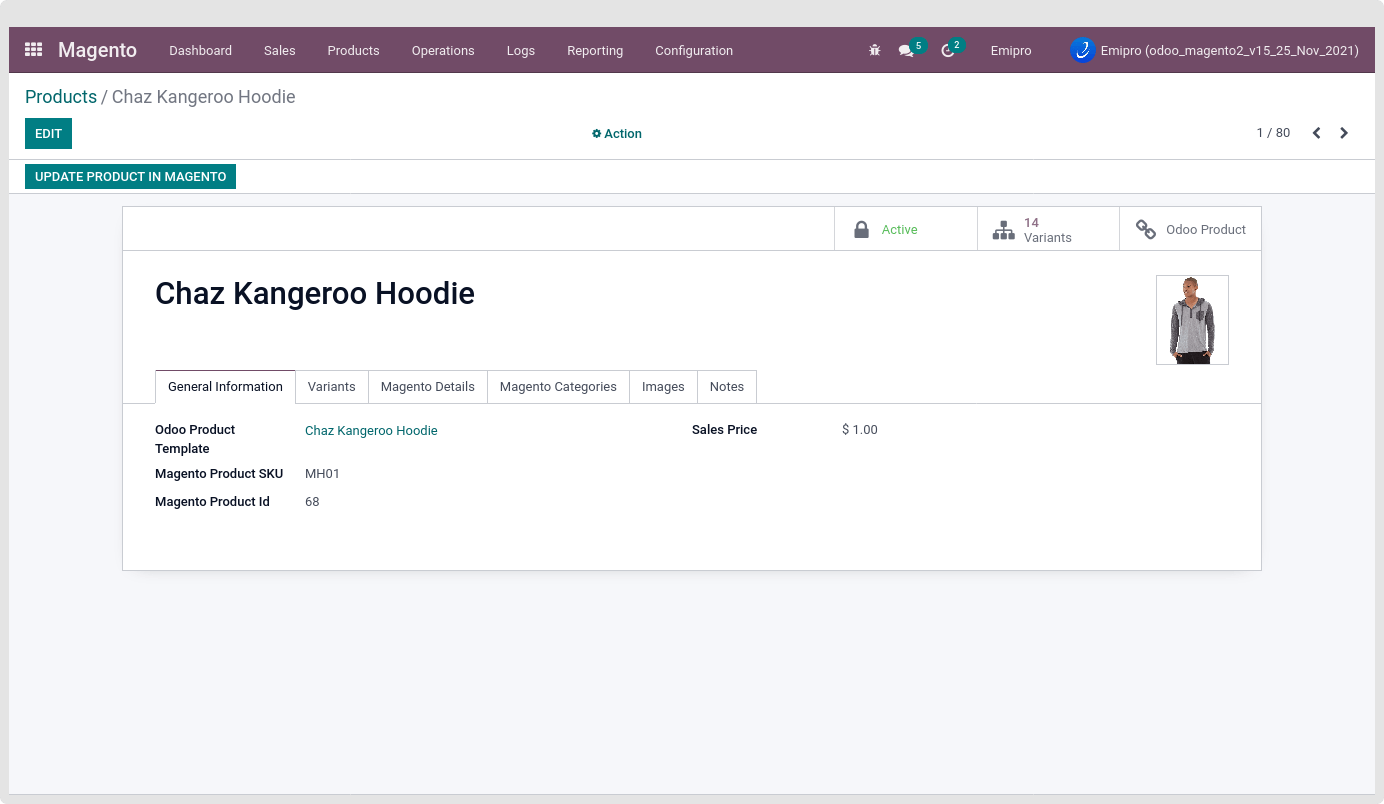 Magento Dashboard Sales Products Operations Logs Reporting Configuration 5 2 Emipro Emipro (odoo_magento2_v15_25_Nov_2021)
Products / Chaz Kangeroo Hoodie
EDIT Action 1 / 80
UPDATE PRODUCT IN MAGENTO
Active
14
Variants
Odoo Product
Chaz Kangeroo Hoodie
General Information Variants Magento Details Magento Categories Images Notes
Odoo Product
Template
Chaz Kangeroo Hoodie
Sales Price $ 1.00
Magento Product SKU MH01
Magento Product Id 68